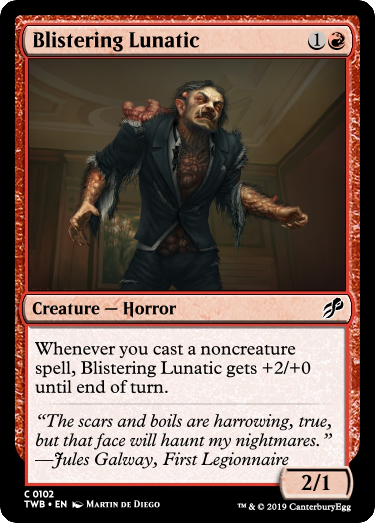 Blistering Lunatic 1
Creature — Horror
Whenever you cast a noncreature
spell, Blistering Lunatic gets +2/+0
until end of turn.
“The scars and boils are harrowing, true,
but that face will haunt my nightmares.”
—Jules Galway, First Legionnaire
2/1
C 0102
TWB • EN Martin de Diego
™ & © 2019 CanterburyEgg